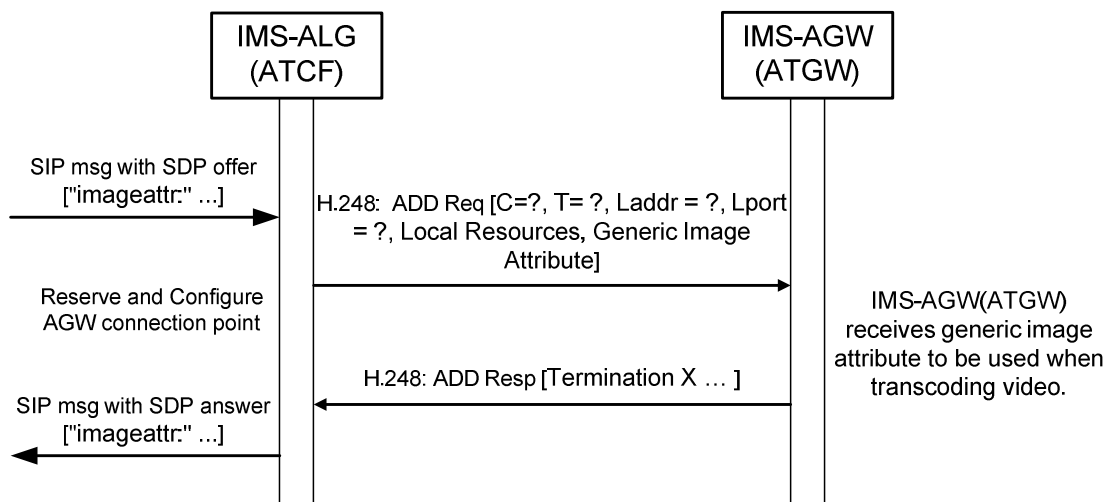 IMS-ALG
(ATCF)
IMS-AGW
(ATGW)
SIP msg with SDP offer
["imageattr:" ...]
H.248: ADD Req [C=?, T= ?, Laddr = ?, Lport
= ?, Local Resources, Generic Image
Attribute]
Reserve and Configure
AGW connection point
IMS-AGW(ATGW)
receives generic image
attribute to be used when
transcoding video.
H.248: ADD Resp [Termination X ... ]
SIP msg with SDP answer
["imageattr:" ...]